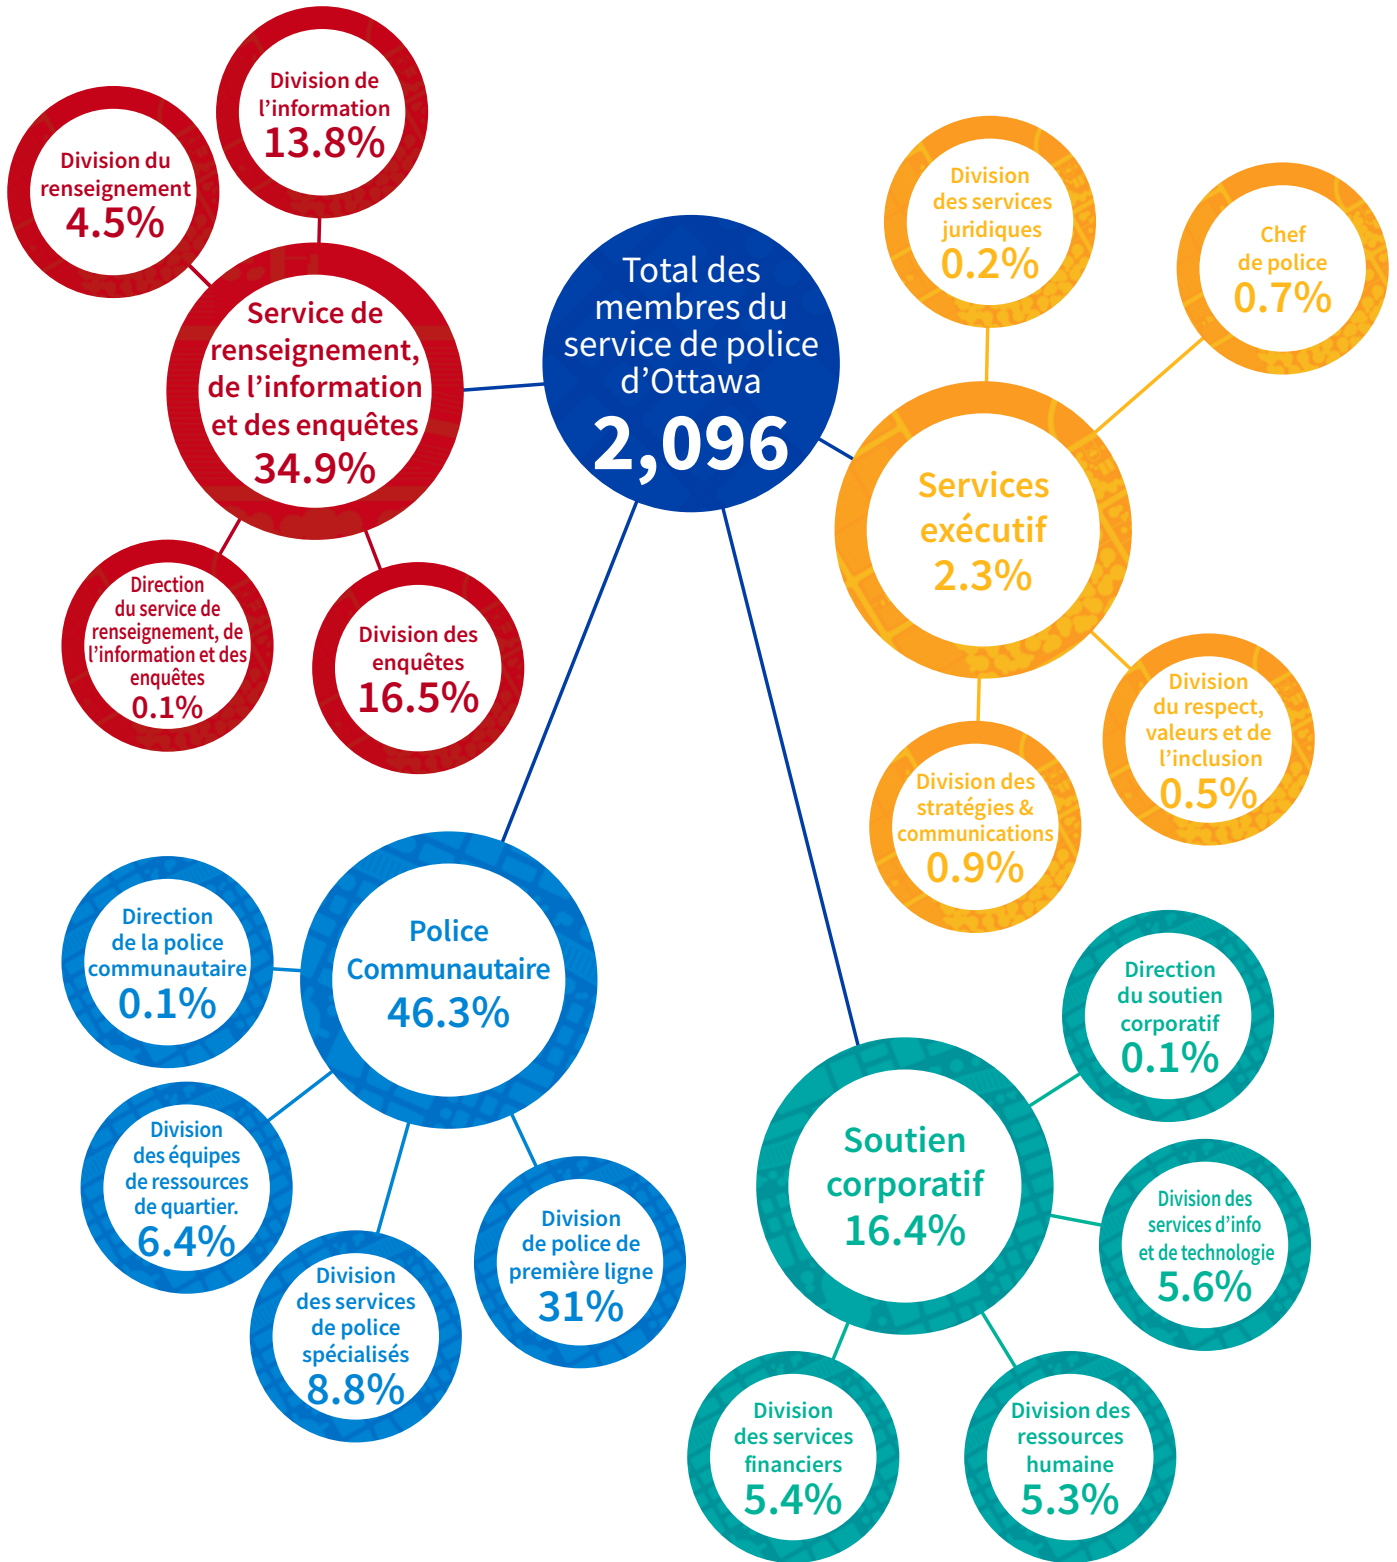 Division de
l’information
13.8%
Division du
renseignement
4.5%
Service de
renseignement,
de l’information
et des enquêtes
34.9%
Direction
du service de
renseignement, de
l’information et des
enquêtes
0.1%
Division des
enquêtes
16.5%
Total des
membres du
service de police
d’Ottawa
2,096
Division
des services
juridiques
0.2%
Chef
de police
0.7%
Services
exécutif
2.3%
Division
du respect,
valeurs et de
l’inclusion
0.5%
Division des
stratégies &
communications
0.9%
Police
Communautaire
46.3%
Direction
de la police
communautaire
0.1%
Division
des équipes
de ressources
de quartier.
6.4%
Division
des services
de police
spécialisés
8.8%
Division
de police de
première ligne
31%
Soutien
corporatif
16.4%
Direction
du soutien
corporatif
0.1%
Division des
services d’info
et de technologie
5.6%
Division
des services
financiers
5.4%
Division des
ressources
humaine
5.3%